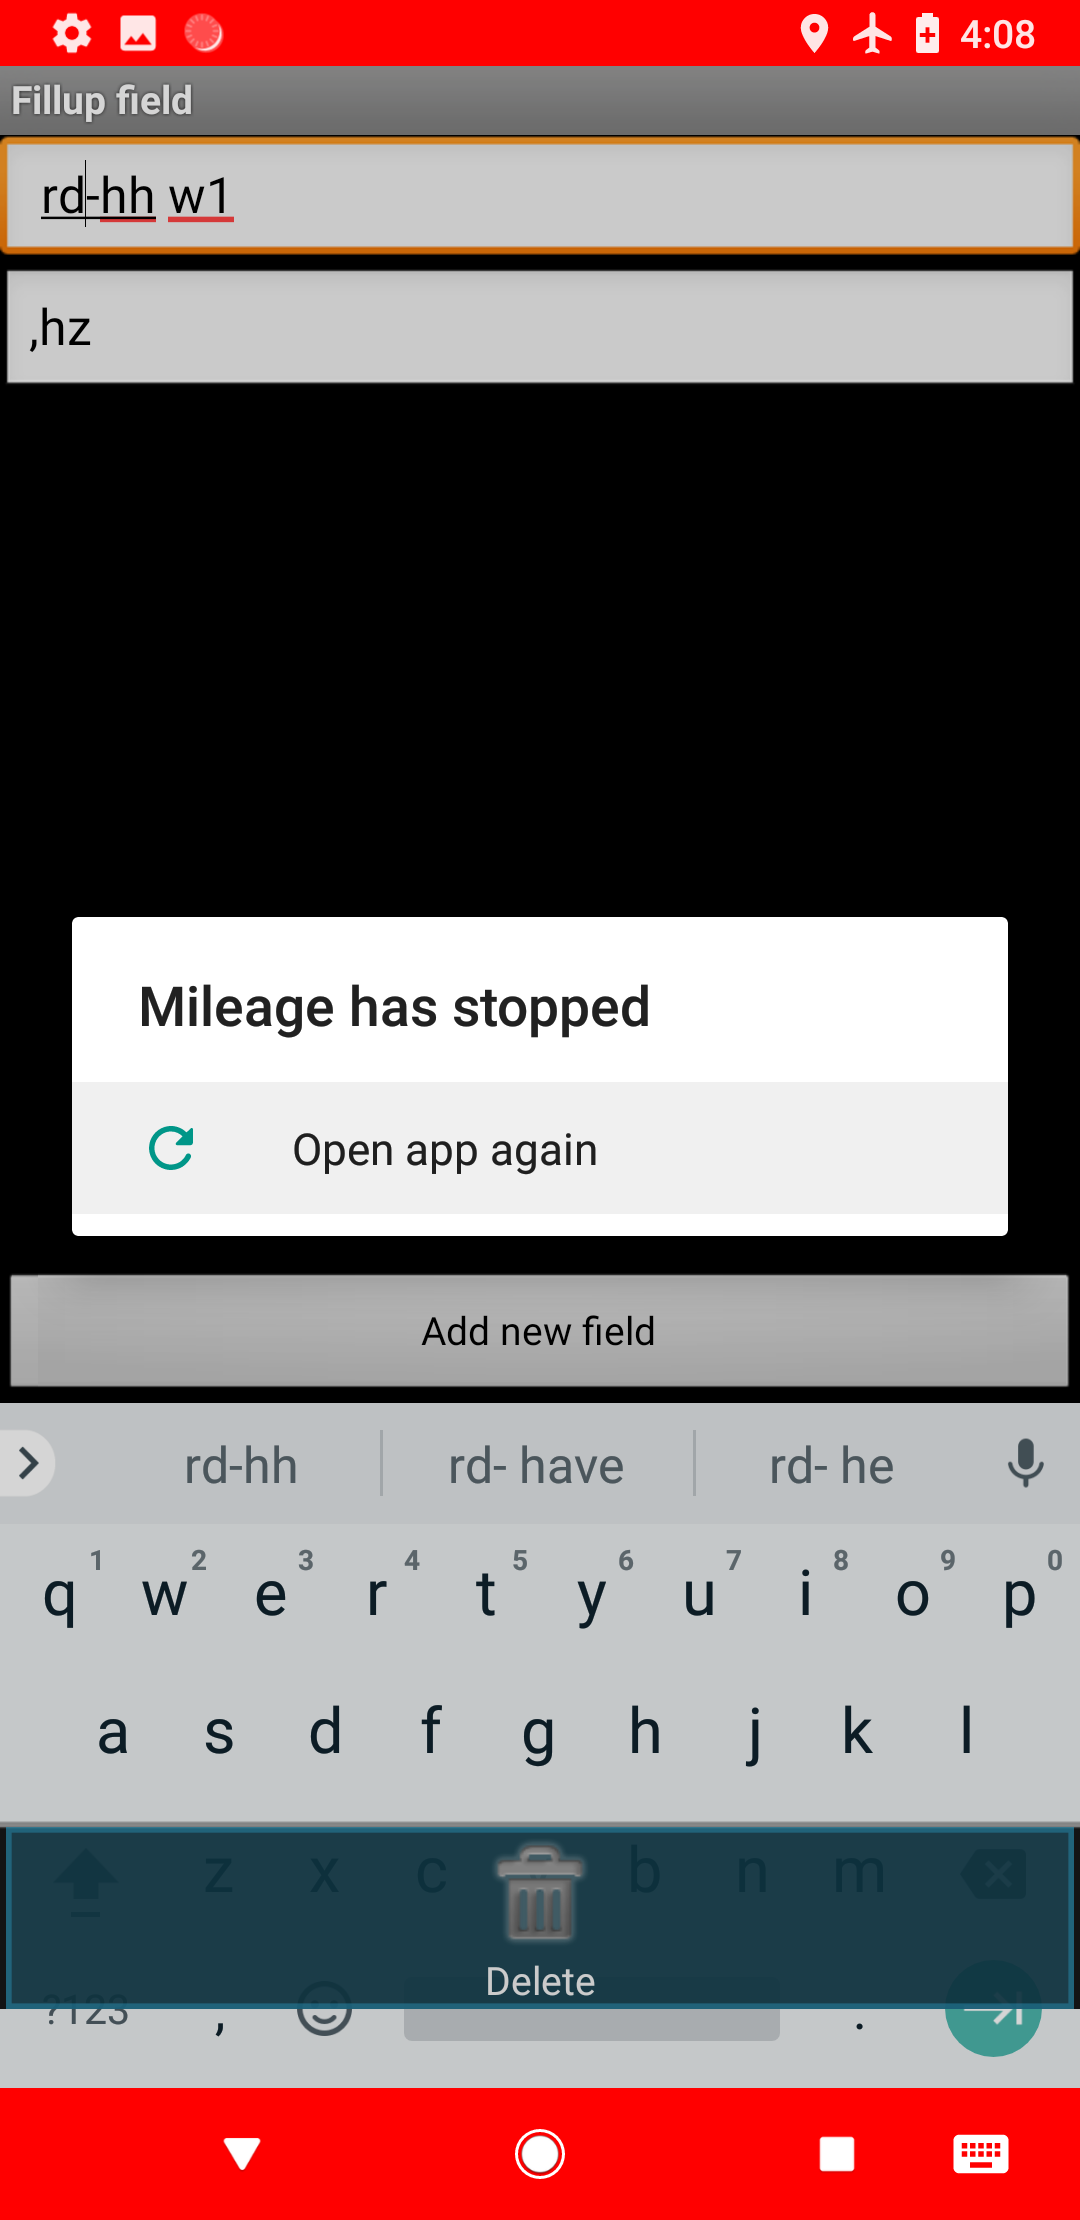 4:08
Fillup field
rd-hh w1
,hz
Mileage has stopped
Open app again
Add new field
rd-hh rd- have rd- he
1 2 3 4 5 6 7 8 9 0
q w e r t y u i o p
a s d f g h j k l
z x c b n m
Delete
?123 , .